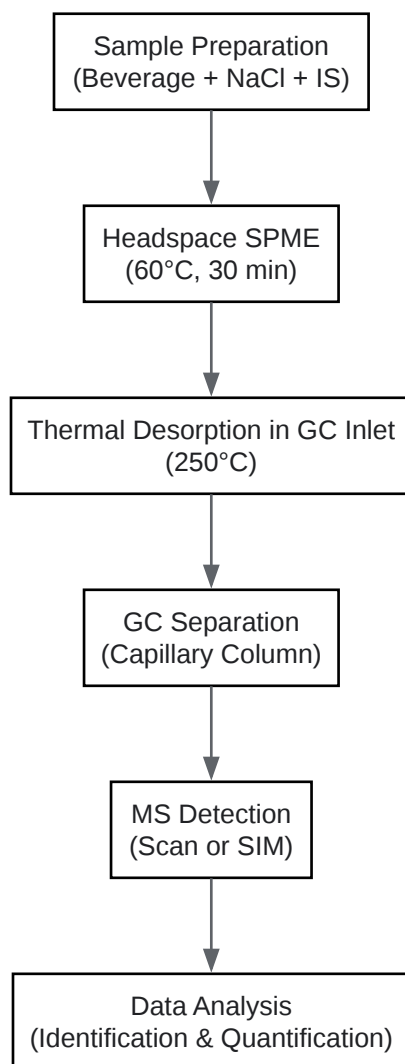 Sample Preparation
(Beverage + NaCl + IS)
Headspace SPME
(60°C, 30 min)
Thermal Desorption in GC Inlet
(250°C)
GC Separation
(Capillary Column)
MS Detection
(Scan or SIM)
Data Analysis
(Identification & Quantification)